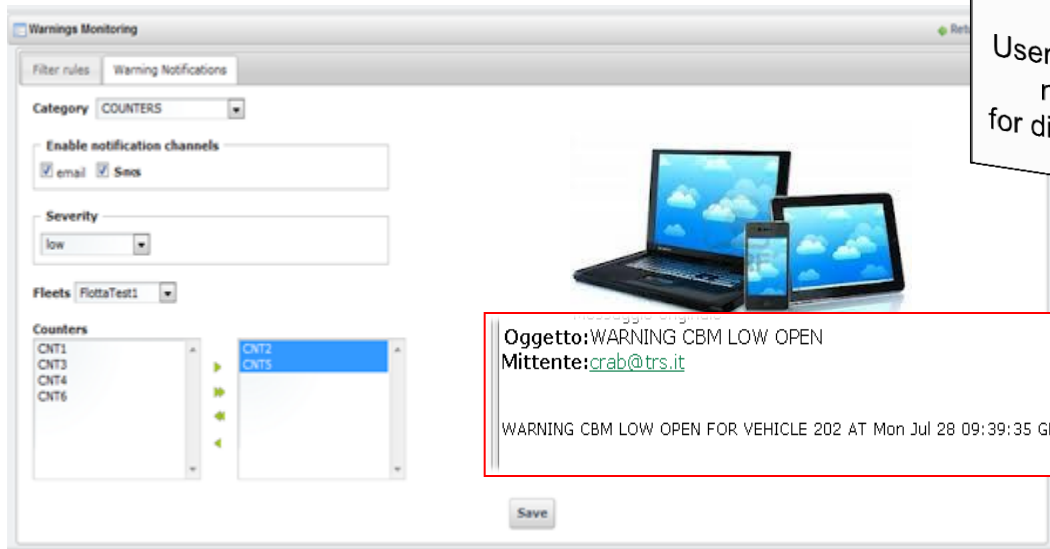 Warnings Monitoring
Filter rules Warning Notifications
Category COUNTERS
Enable notification channels
email Sms
Severity
low
Fleets FlottaTest1
Counters
CNT1
CNT3
CNT4
CNT6
CNT2
CNT5
Save
User
for di
Oggetto:WARNING CBM LOW OPEN
Mittente:crab@trs.it
WARNING CBM LOW OPEN FOR VEHICLE 202 AT Mon Jul 28 09:39:35